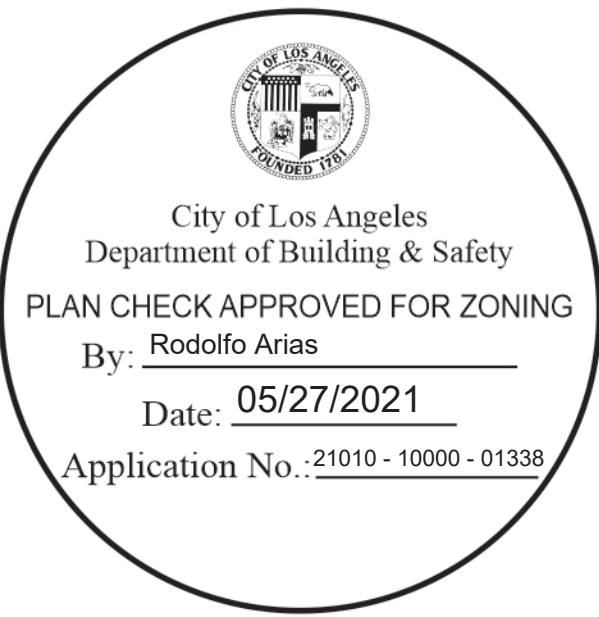 CITY OF LOS ANGELES
FOUNDED 1781
City of Los Angeles
Department of Building & Safety
PLAN CHECK APPROVED FOR ZONING
By: Rodolfo Arias
Date: 05/27/2021
Application No.: 21010 - 10000 - 01338